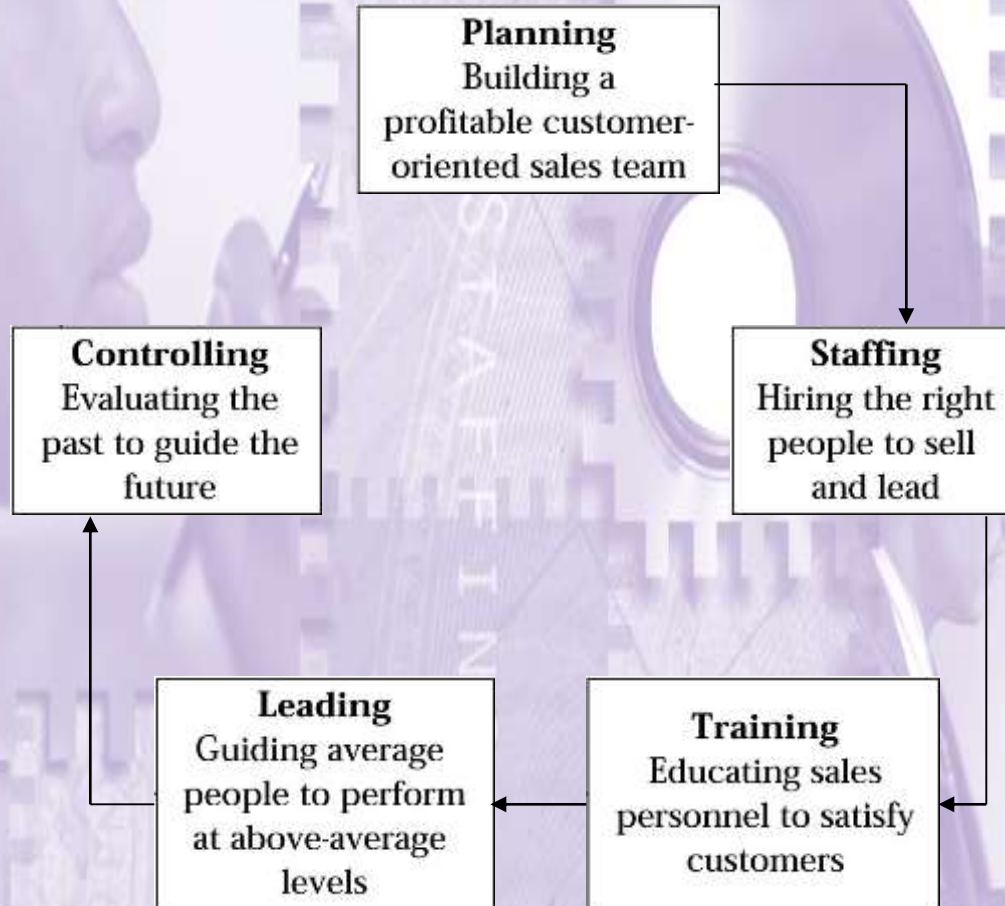 Planning
Building a
profitable customer-
oriented sales team
Staffing
Hiring the right
people to sell
and lead
Training
Educating sales
personnel to satisfy
customers
Leading
Guiding average
people to perform
at above-average
levels
Controlling
Evaluating the
past to guide the
future
STAFFIN